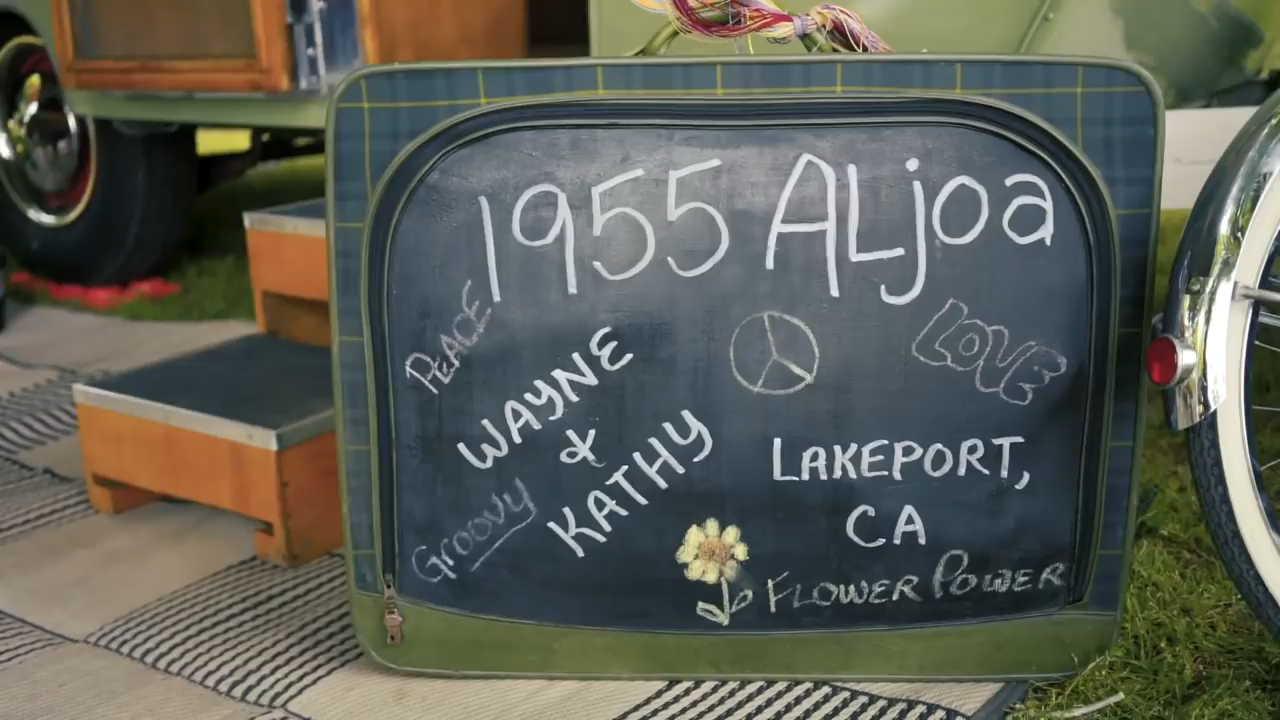 1955 ALjoa
PEACE
LOVE
WAYNE
&
KATHY
LAKEPORT,
CA
Groovy
FLOWER POWER